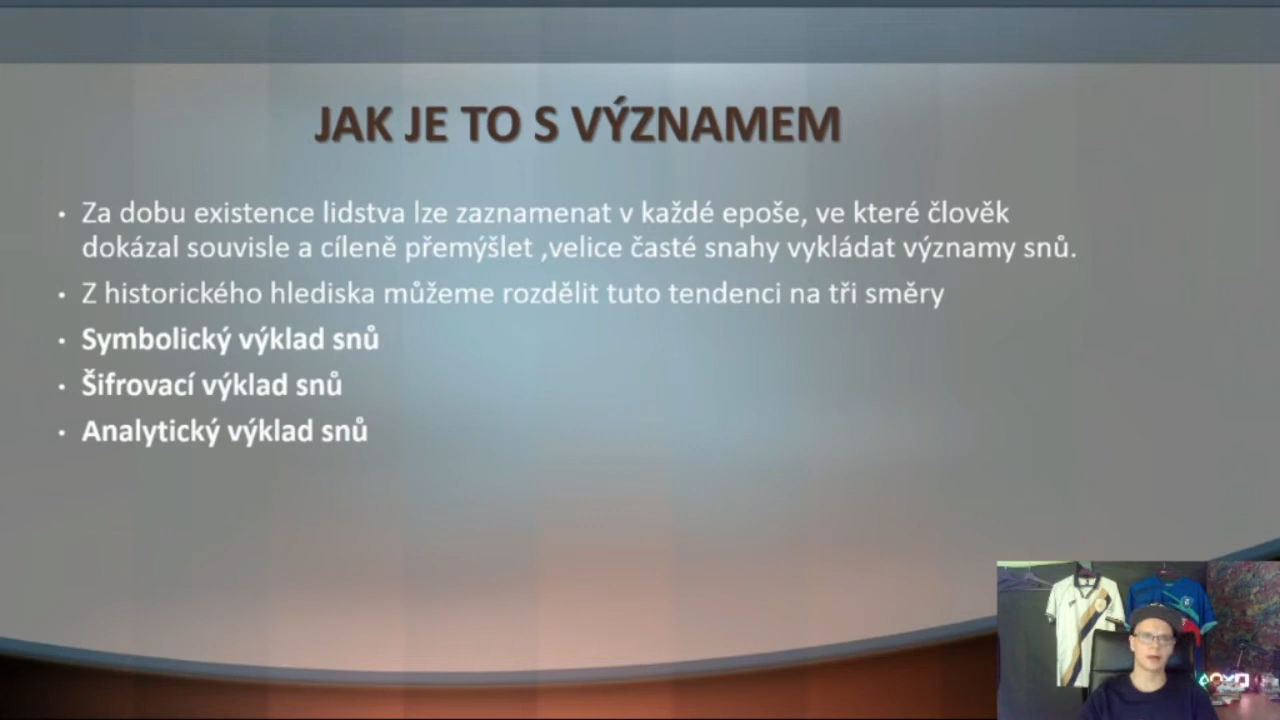 JAK JE TO S VÝZNAMEM
• Za dobu existence lidstva lze zaznamenat v každé epoše, ve které člověk
dokázal souvisle a cíleně přemýšlet ,velice časté snahy vykládat významy snů.
• Z historického hlediska můžeme rozdělit tuto tendenci na tři směry
• Symbolický výklad snů
• Šifrovací výklad snů
• Analytický výklad snů